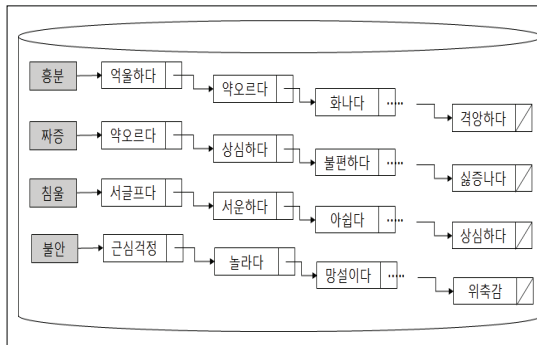 흥분 억울하다 약오르다 화나다 ····· 격앙하다
짜증 약오르다 상심하다 불편하다 ····· 싫증나다
침울 서글프다 서운하다 아쉽다 ····· 상심하다
불안 근심걱정 놀라다 망설이다 ····· 위축감